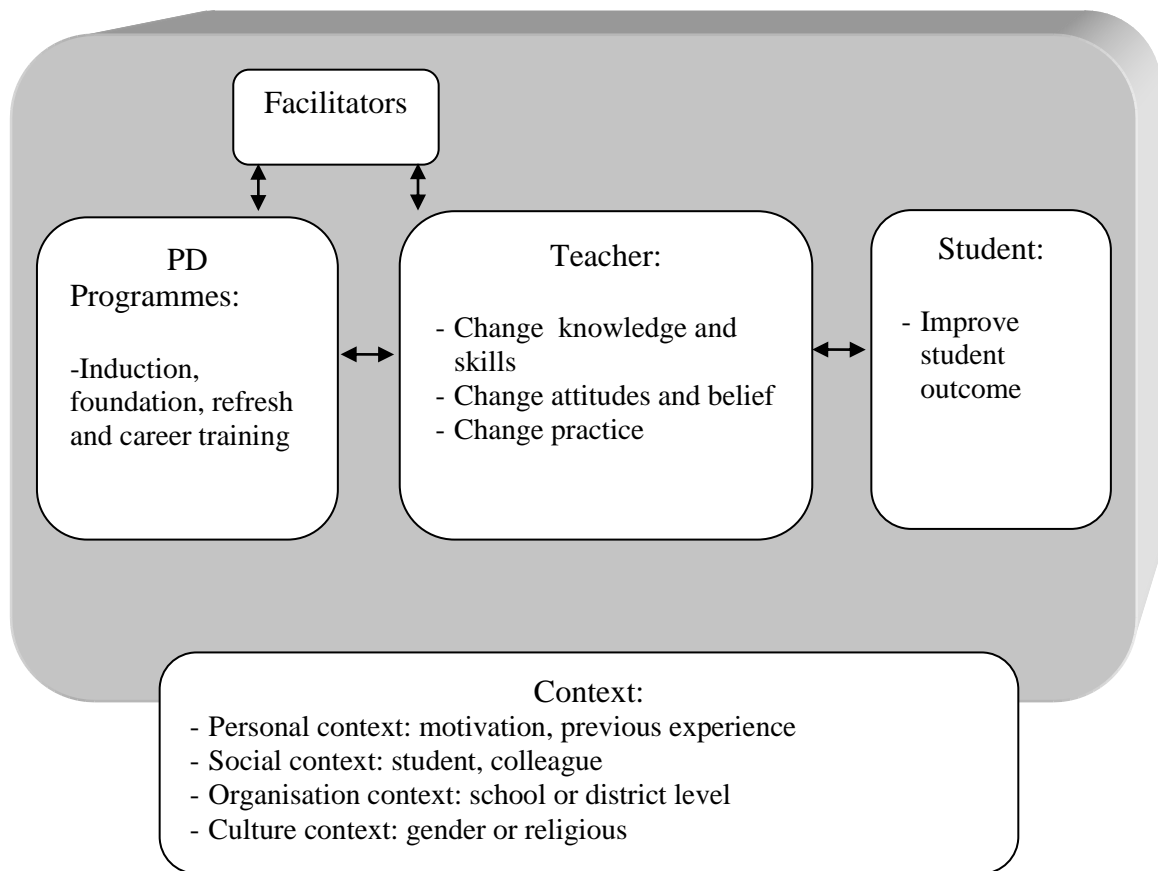 Facilitators
PD
Programmes:
-Induction,
foundation, refresh
and career training
Teacher:
- Change knowledge and
skills
- Change attitudes and belief
- Change practice
Student:
- Improve
student
outcome
Context:
- Personal context: motivation, previous experience
- Social context: student, colleague
- Organisation context: school or district level
- Culture context: gender or religious